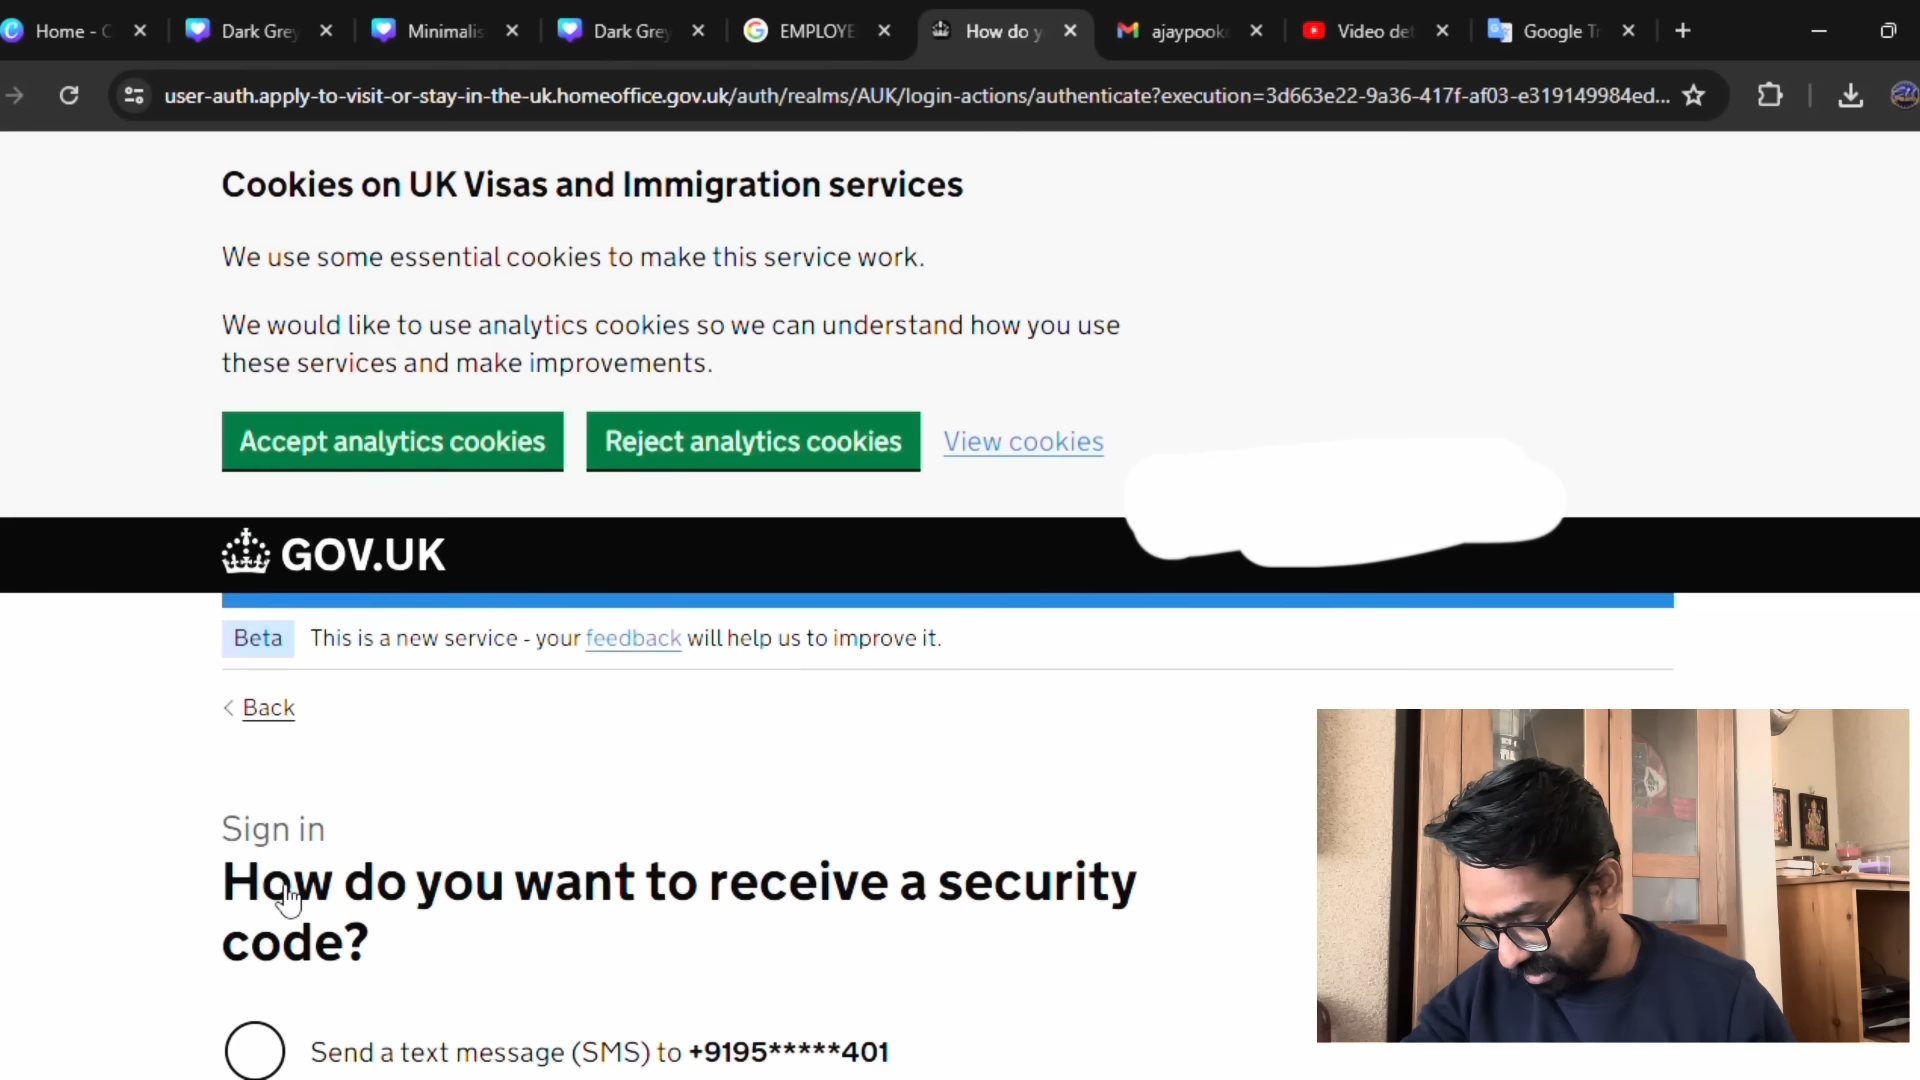 Home - C
Dark Grey
Minimalis
Dark Grey
EMPLOYE
How do y
ajaypook
Video det
Google Tr
user-auth.apply-to-visit-or-stay-in-the-uk.homeoffice.gov.uk/auth/realms/AUK/login-actions/authenticate?execution=3d663e22-9a36-417f-af03-e319149984ed...
Cookies on UK Visas and Immigration services
We use some essential cookies to make this service work.
We would like to use analytics cookies so we can understand how you use
these services and make improvements.
Accept analytics cookies
Reject analytics cookies
View cookies
GOV.UK
Beta This is a new service - your feedback will help us to improve it.
< Back
Sign in
How do you want to receive a security
code?
Send a text message (SMS) to +9195*****401